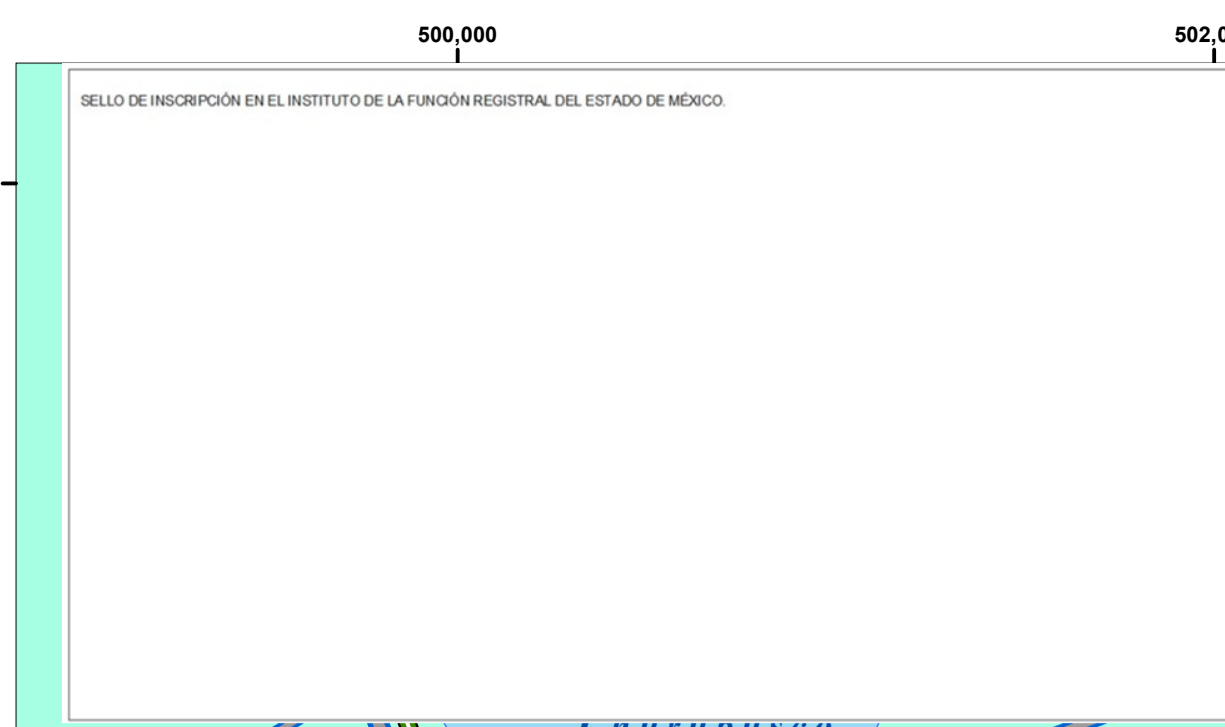 500,000
SELLO DE INSCRIPCIÓN EN EL INSTITUTO DE LA FUNCIÓN REGISTRAL DEL ESTADO DE MÉXICO.